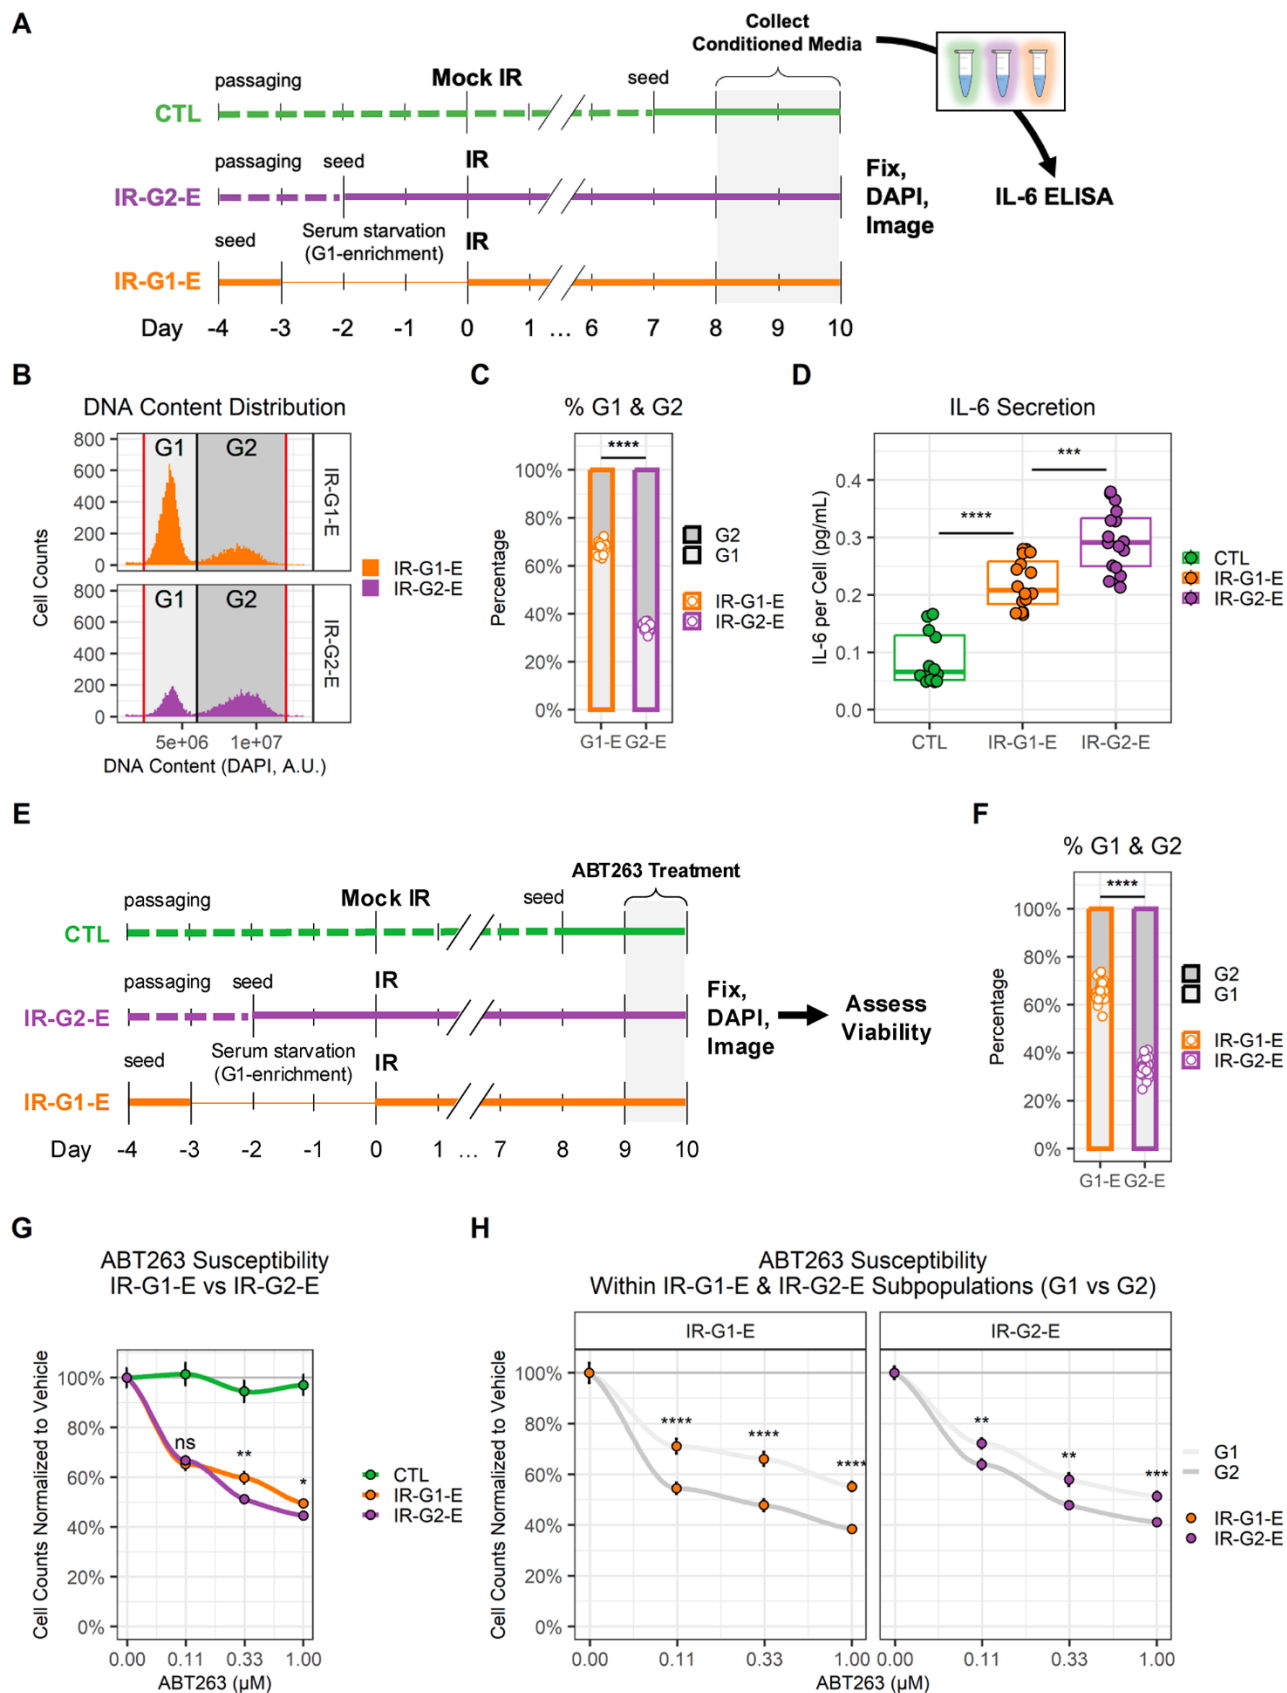 A
Collect
Conditioned Media
passaging
Mock IR
seed
CTL
passaging seed IR
IR-G2-E
Fix,
DAPI,
Image
IL-6 ELISA
seed
Serum starvation
(G1-enrichment)
IR
IR-G1-E
Day -4 -3 -2 -1 0 1 ... 6 7 8 9 10
B
DNA Content Distribution
800
600
400
200
0
G1 G2
IR-G1-E
800
600
400
200
0
G1 G2
IR-G2-E
Cell Counts
5e+06 1e+07
DNA Content (DAPI, A.U.)
IR-G1-E
IR-G2-E
C
% G1 & G2
****
100%
80%
60%
40%
20%
0%
Percentage
G1-E G2-E
G2
G1
IR-G1-E
IR-G2-E
D
IL-6 Secretion
***
****
0.4
0.3
0.2
0.1
0.0
IL-6 per Cell (pg/mL)
CTL IR-G1-E IR-G2-E
CTL
IR-G1-E
IR-G2-E
E
ABT263 Treatment
passaging
Mock IR
seed
CTL
passaging seed IR
IR-G2-E
Fix,
DAPI,
Image
Assess
Viability
seed
Serum starvation
(G1-enrichment)
IR
IR-G1-E
Day -4 -3 -2 -1 0 1 ... 7 8 9 10
F
% G1 & G2
****
100%
80%
60%
40%
20%
0%
Percentage
G1-E G2-E
G2
G1
IR-G1-E
IR-G2-E
G
ABT263 Susceptibility
IR-G1-E vs IR-G2-E
100%
80%
60%
40%
20%
0%
Cell Counts Normalized to Vehicle
ns
**
*
0.00 0.11 0.33 1.00
ABT263 (µM)
CTL
IR-G1-E
IR-G2-E
H
ABT263 Susceptibility
Within IR-G1-E & IR-G2-E Subpopulations (G1 vs G2)
IR-G1-E IR-G2-E
100%
80%
60%
40%
20%
0%
Cell Counts Normalized to Vehicle
**** **** ****
** ** ***
0.00 0.11 0.33 1.00 0.00 0.11 0.33 1.00
ABT263 (µM)
G1
G2
IR-G1-E
IR-G2-E